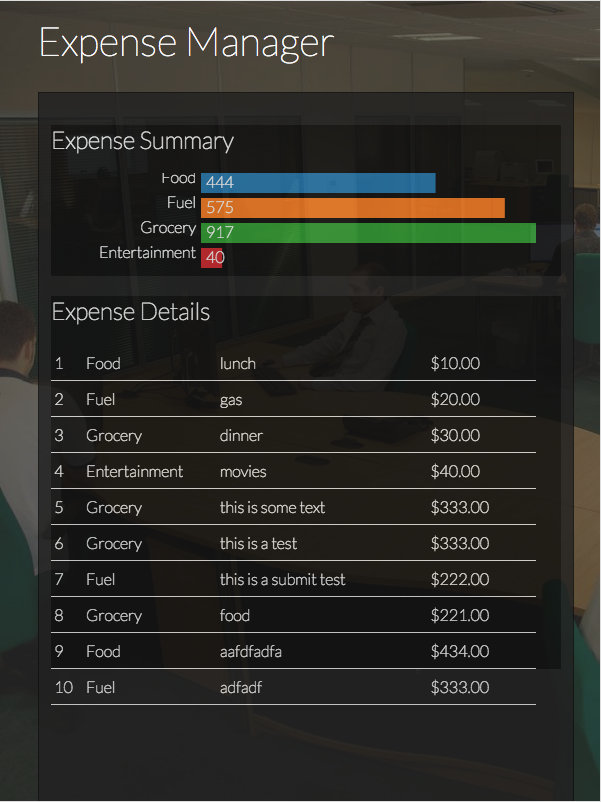 Expense Manager
Expense Summary
Food 444
Fuel 575
Grocery 917
Entertainment 40
Expense Details
1 Food lunch $10.00
2 Fuel gas $20.00
3 Grocery dinner $30.00
4 Entertainment movies $40.00
5 Grocery this is some text $333.00
6 Grocery this is a test $333.00
7 Fuel this is a submit test $222.00
8 Grocery food $221.00
9 Food aafdfadfa $434.00
10 Fuel adfadf $333.00